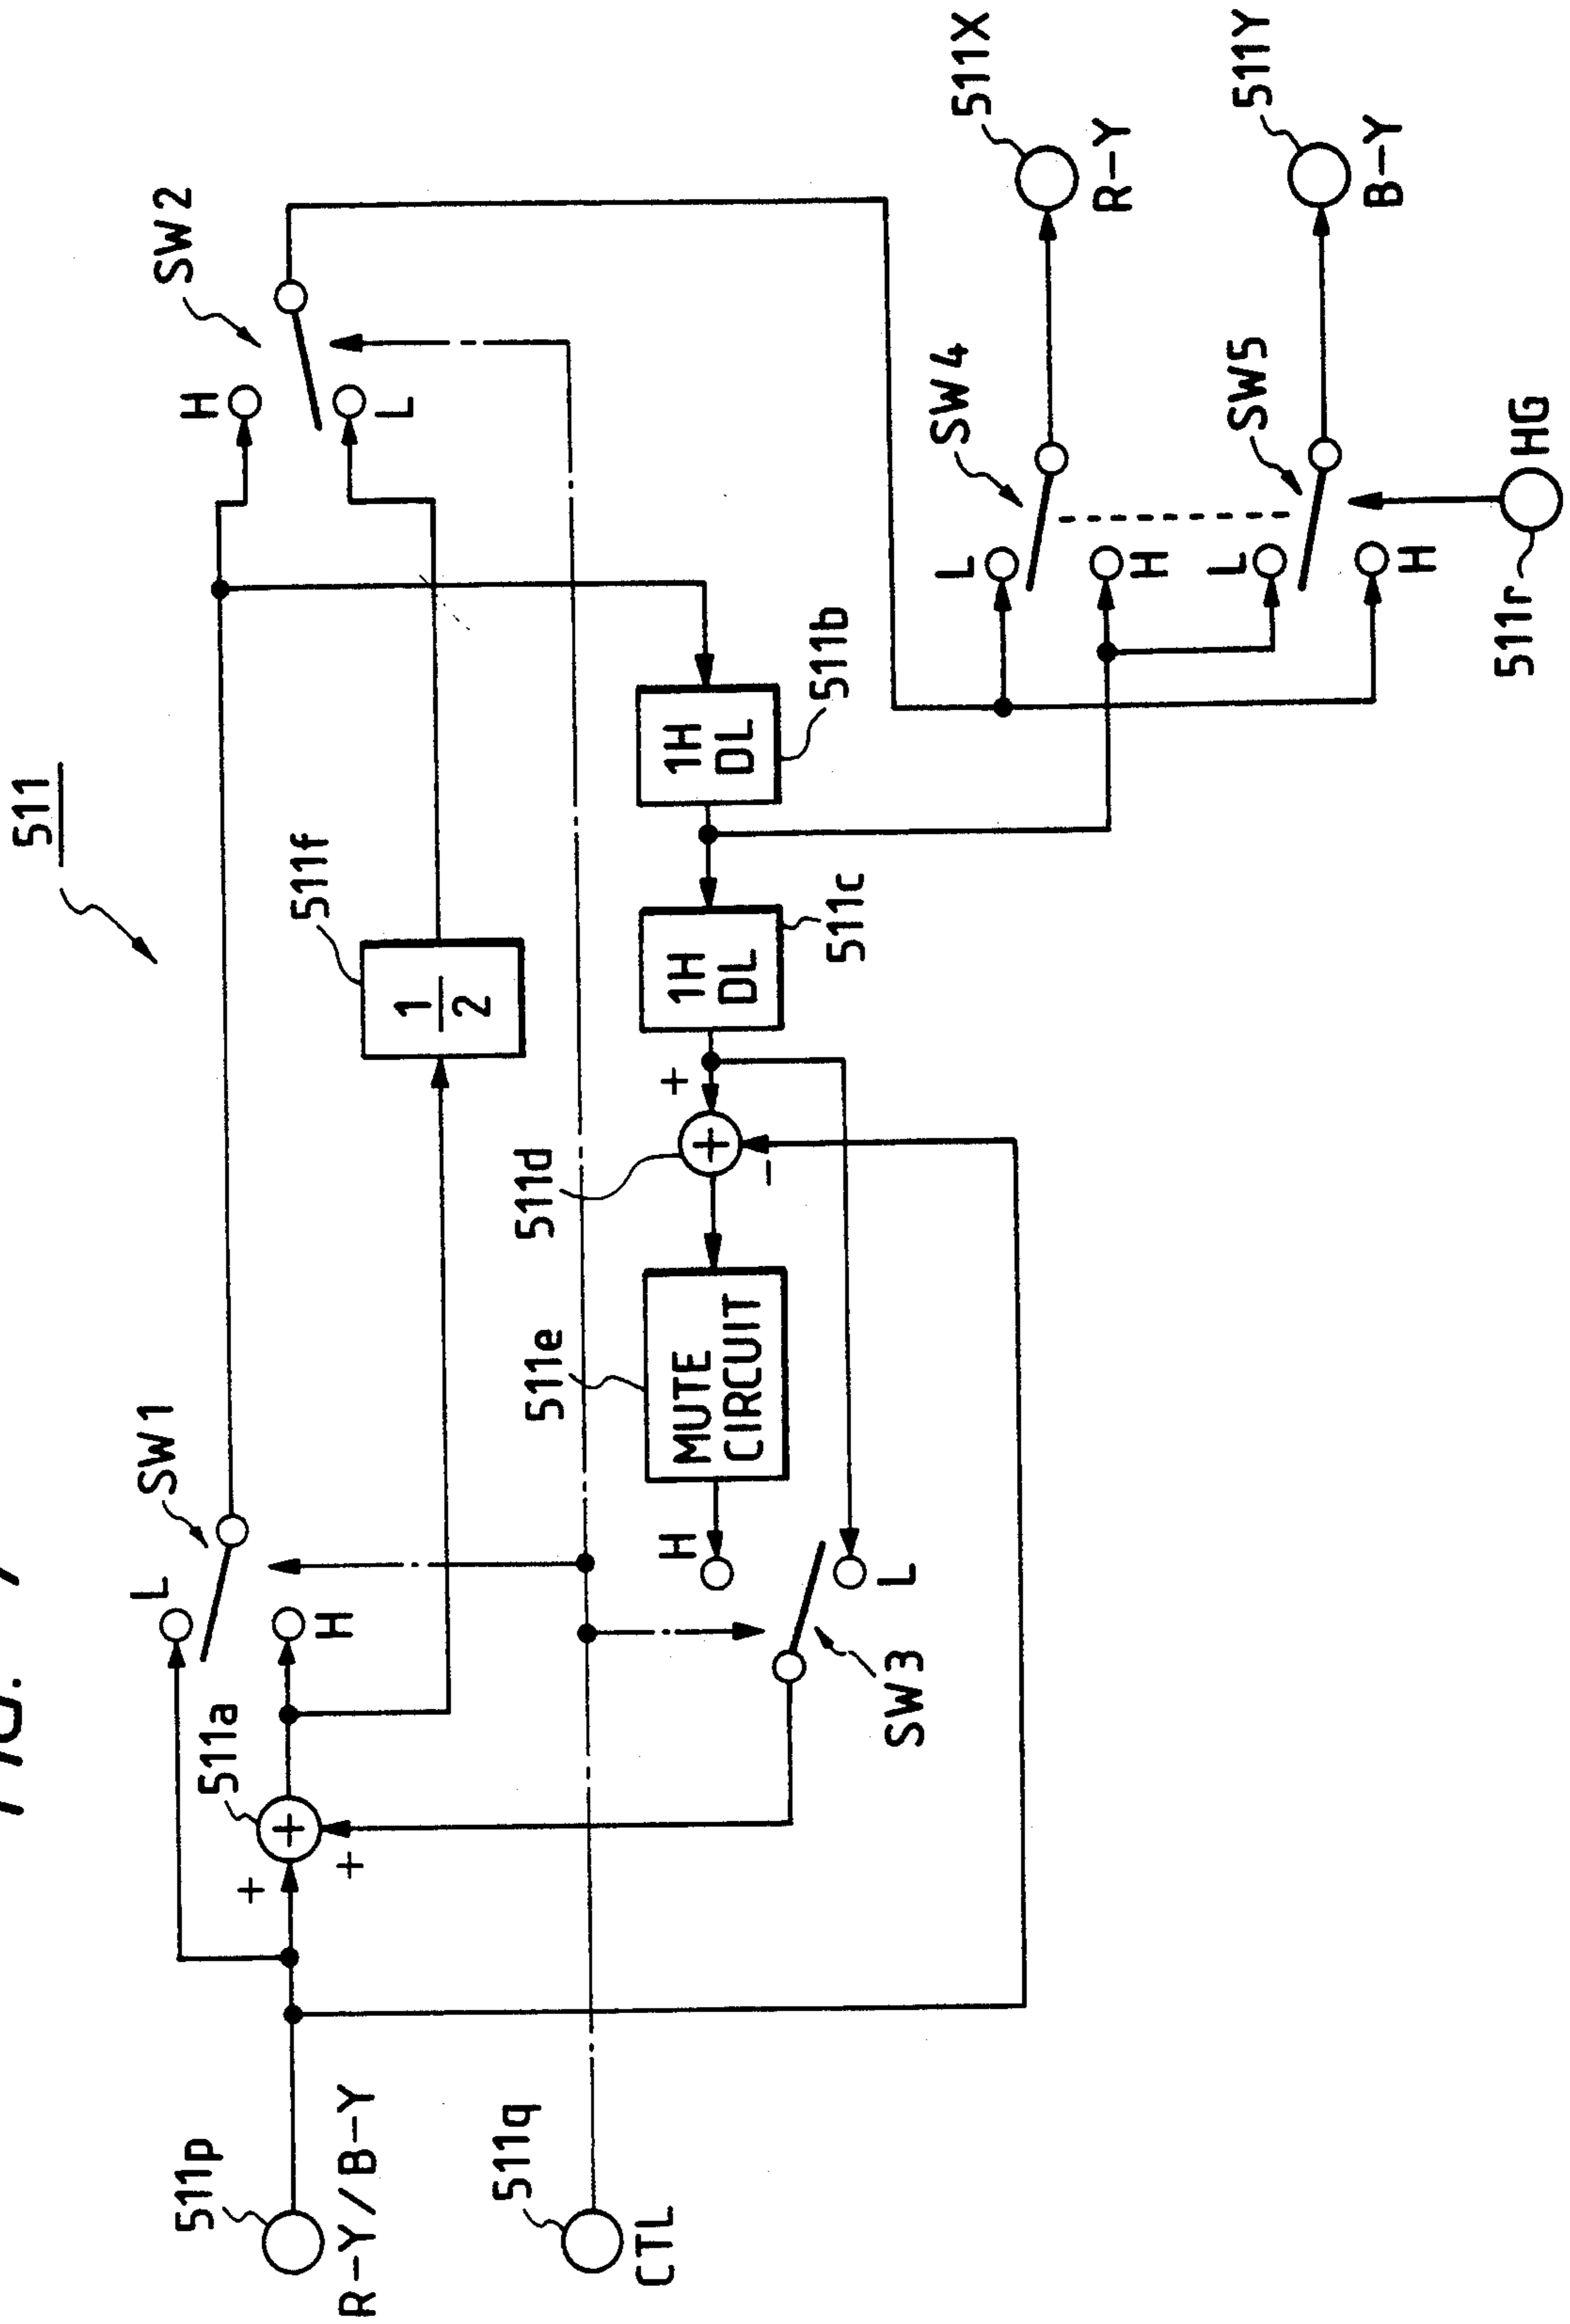 FIG.
511
SW1
SW2
511p
511a
L
H
511f
H
R-Y/B-Y
+
+
+
H
1
2
L
511q
CTL
511e
511d
H
MUTE
CIRCUIT
+
+
−
1H
DL
1H
DL
511c
511b
L
SW3
SW4
L
H
511X
R-Y
SW5
L
H
511Y
B-Y
511r
HG